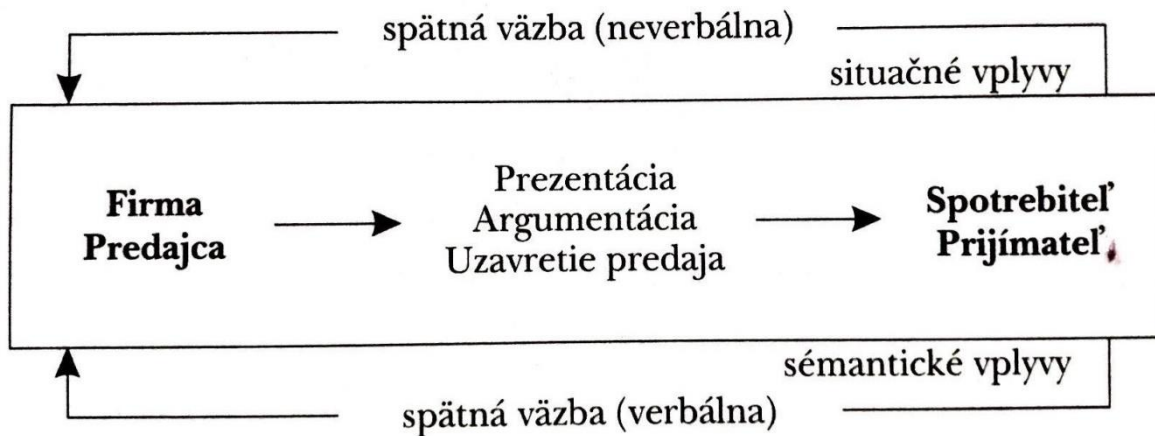 spätná väzba (neverbálna)
situačné vplyvy
Firma
Predajca
Prezentácia
Argumentácia
Uzavretie predaja
Spotrebiteľ
Prijímateľ
sémantické vplyvy
spätná väzba (verbálna)